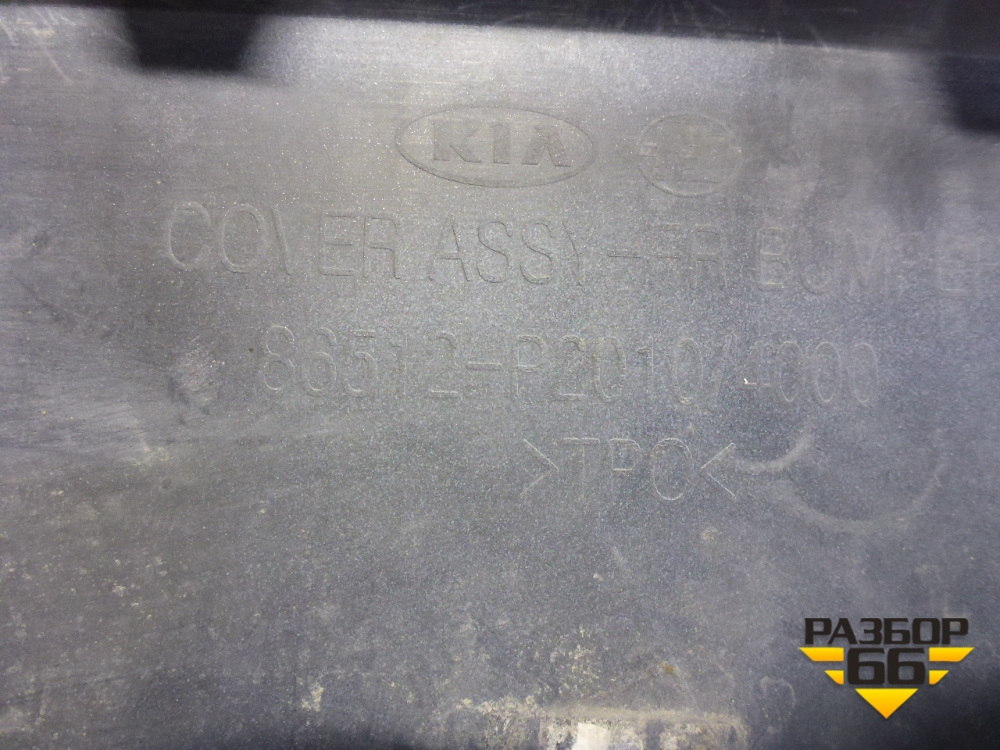 KIA
COVER ASSY-FR BUMPER
86512-P2010/4000
>TPO<
РАЗБОР
66